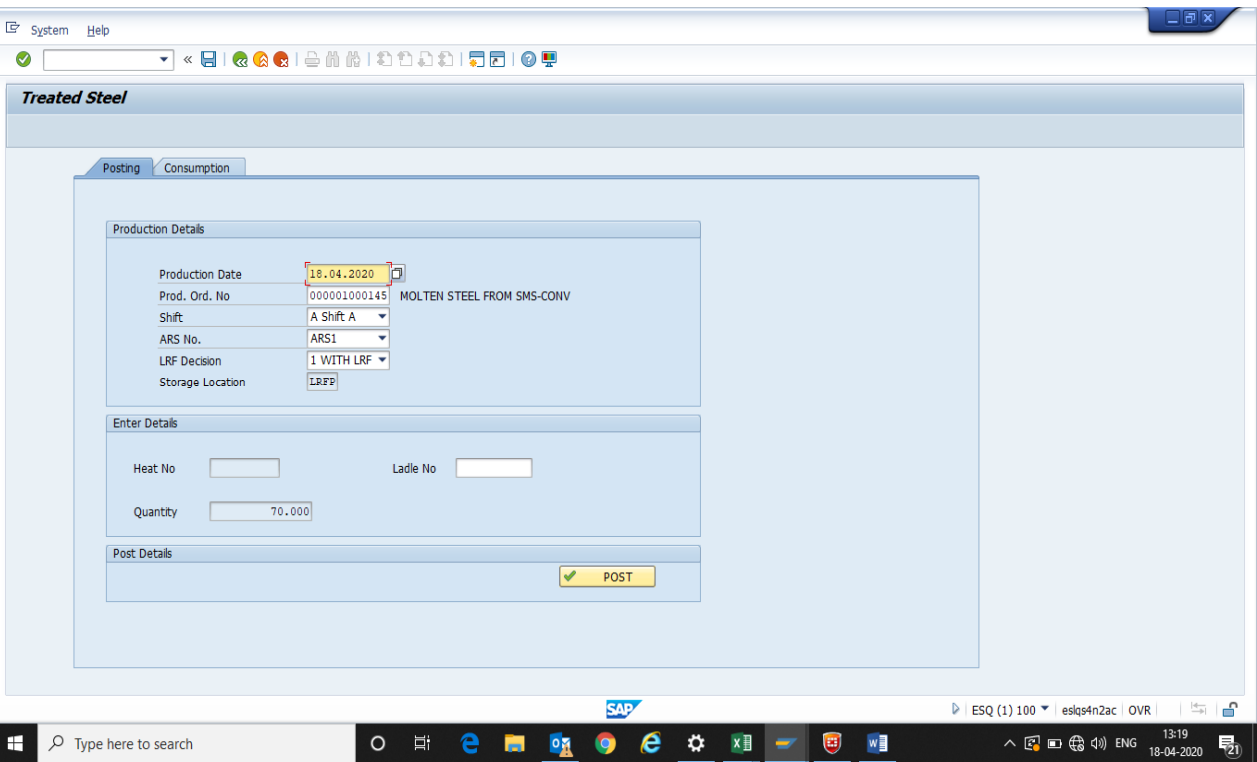 System Help
Treated Steel
Posting Consumption
Production Details
Production Date 18.04.2020
Prod. Ord. No 000001000145 MOLTEN STEEL FROM SMS-CONV
Shift A Shift A
ARS No. ARS1
LRF Decision 1 WITH LRF
Storage Location LRFP
Enter Details
Heat No Ladle No
Quantity 70.000
Post Details
POST
SAP
ESQ (1) 100 eslqs4n2ac OVR
Type here to search
ENG 13:19
18-04-2020 21